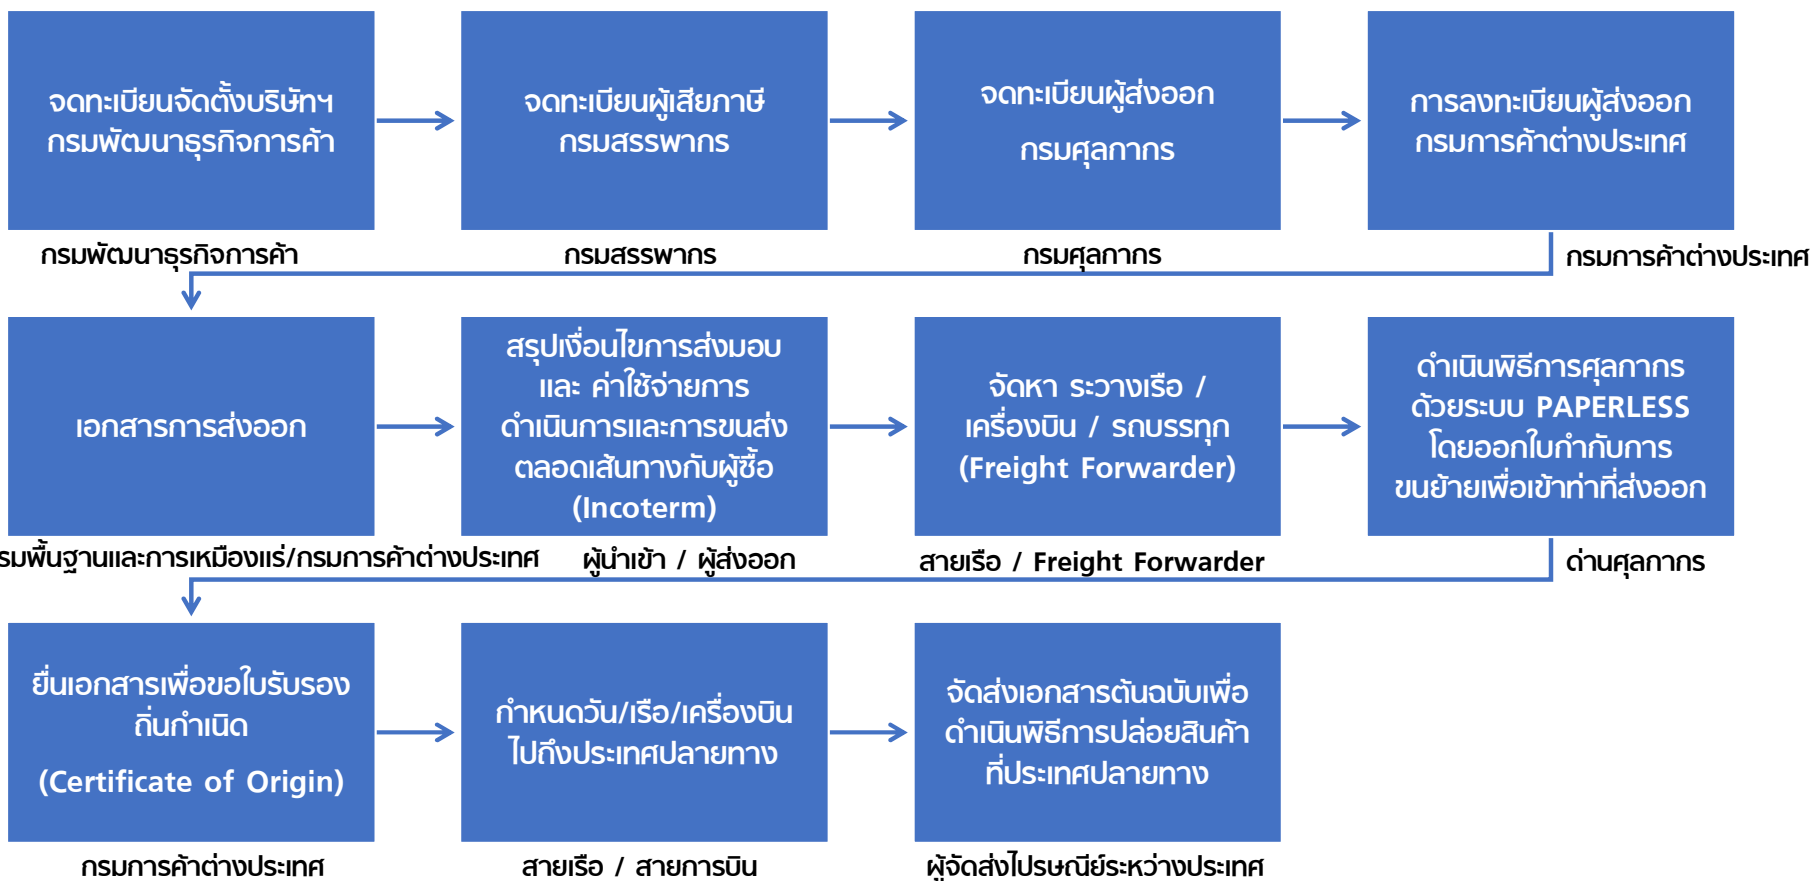 จดทะเบียนจัดตั้งบริษัทฯ
กรมพัฒนาธุรกิจการค้า
จดทะเบียนผู้เสียภาษี
กรมสรรพากร
จดทะเบียนผู้ส่งออก
กรมศุลกากร
การลงทะเบียนผู้ส่งออก
กรมการค้าต่างประเทศ
กรมพัฒนาธุรกิจการค้า
กรมสรรพากร
กรมศุลกากร
กรมการค้าต่างประเทศ
เอกสารการส่งออก
สรุปเงื่อนไขการส่งมอบ
และ ค่าใช้จ่ายการ
ดำเนินการและการขนส่ง
ตลอดเส้นทางกับผู้ซื้อ
(Incoterm)
จัดหา ระวางเรือ /
เครื่องบิน / รถบรรทุก
(Freight Forwarder)
ดำเนินพิธีการศุลกากร
ด้วยระบบ PAPERLESS
โดยออกใบกำกับการ
ขนย้ายเพื่อเข้าท่าที่ส่งออก
รมพื้นฐานและการเหมืองแร่/กรมการค้าต่างประเทศ
ผู้นำเข้า / ผู้ส่งออก
สายเรือ / Freight Forwarder
ด่านศุลกากร
ยื่นเอกสารเพื่อขอใบรับรอง
ถิ่นกำเนิด
(Certificate of Origin)
กำหนดวัน/เรือ/เครื่องบิน
ไปถึงประเทศปลายทาง
จัดส่งเอกสารต้นฉบับเพื่อ
ดำเนินพิธีการปล่อยสินค้า
ที่ประเทศปลายทาง
กรมการค้าต่างประเทศ
สายเรือ / สายการบิน
ผู้จัดส่งไปรษณีย์ระหว่างประเทศ